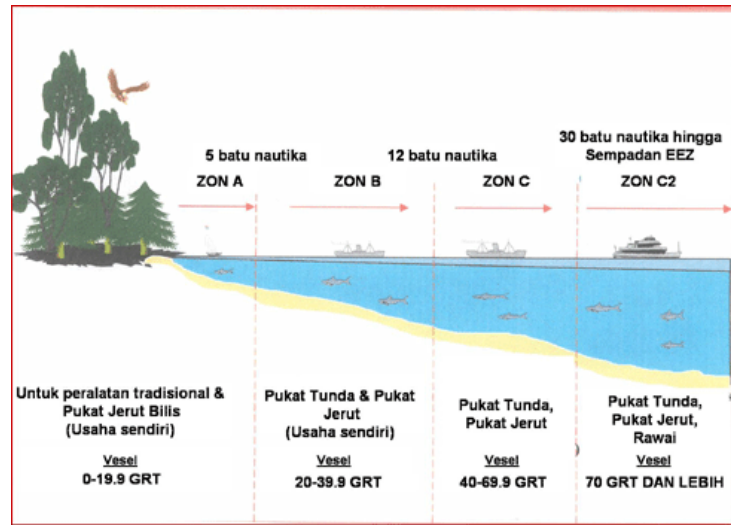 5 batu nautika
12 batu nautika
30 batu nautika hingga
Sempadan EEZ
ZON A
ZON B
ZON C
ZON C2
Untuk peralatan tradisional &
Pukat Jerut Bilis
(Usaha sendiri)
Vesel
0-19.9 GRT
Pukat Tunda & Pukat
Jerut
(Usaha sendiri)
Vesel
20-39.9 GRT
Pukat Tunda,
Pukat Jerut
Vesel
40-69.9 GRT
Pukat Tunda,
Pukat Jerut,
Rawai
Vesel
70 GRT DAN LEBIH